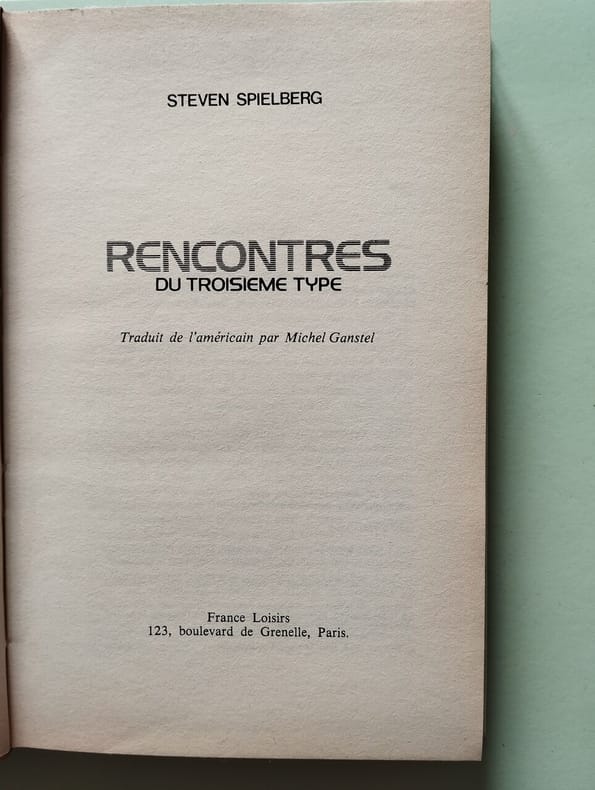 STEVEN SPIELBERG
RENCONTRES
DU TROISIEME TYPE
Traduit de l'américain par Michel Ganstel
France Loisirs
123, boulevard de Grenelle, Paris.